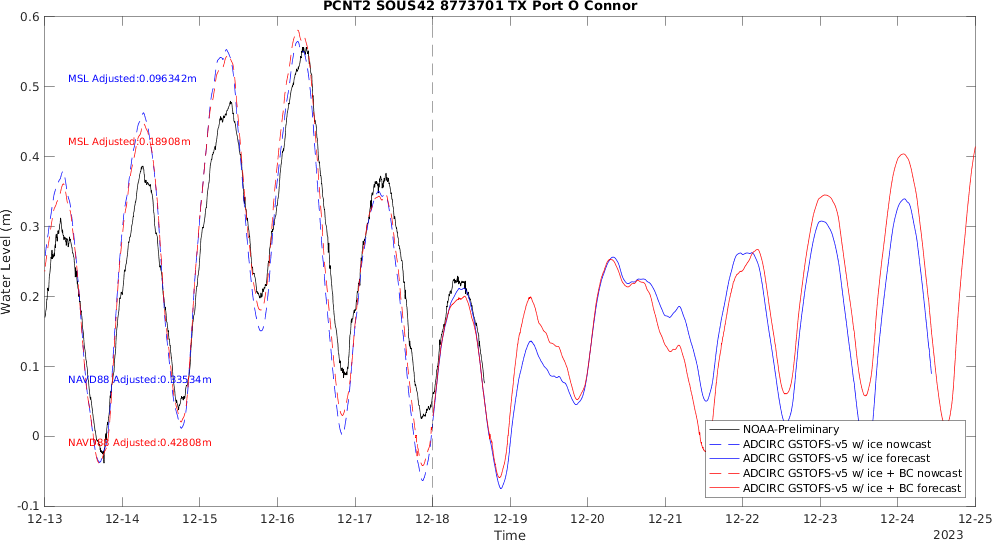 PCNT2 SOUS42 8773701 TX Port O Connor
0.6
0.5
0.4
0.3
0.2
0.1
0
-0.1
Water Level (m)
MSL Adjusted:0.096342m
MSL Adjusted:0.18908m
NAVD88 Adjusted:0.33534m
NAVD88 Adjusted:0.42808m
NOAA-Preliminary
ADCIRC GSTOFS-v5 w/ ice nowcast
ADCIRC GSTOFS-v5 w/ ice forecast
ADCIRC GSTOFS-v5 w/ ice + BC nowcast
ADCIRC GSTOFS-v5 w/ ice + BC forecast
12-13 12-14 12-15 12-16 12-17 12-18 12-19 12-20 12-21 12-22 12-23 12-24 12-25
Time
2023